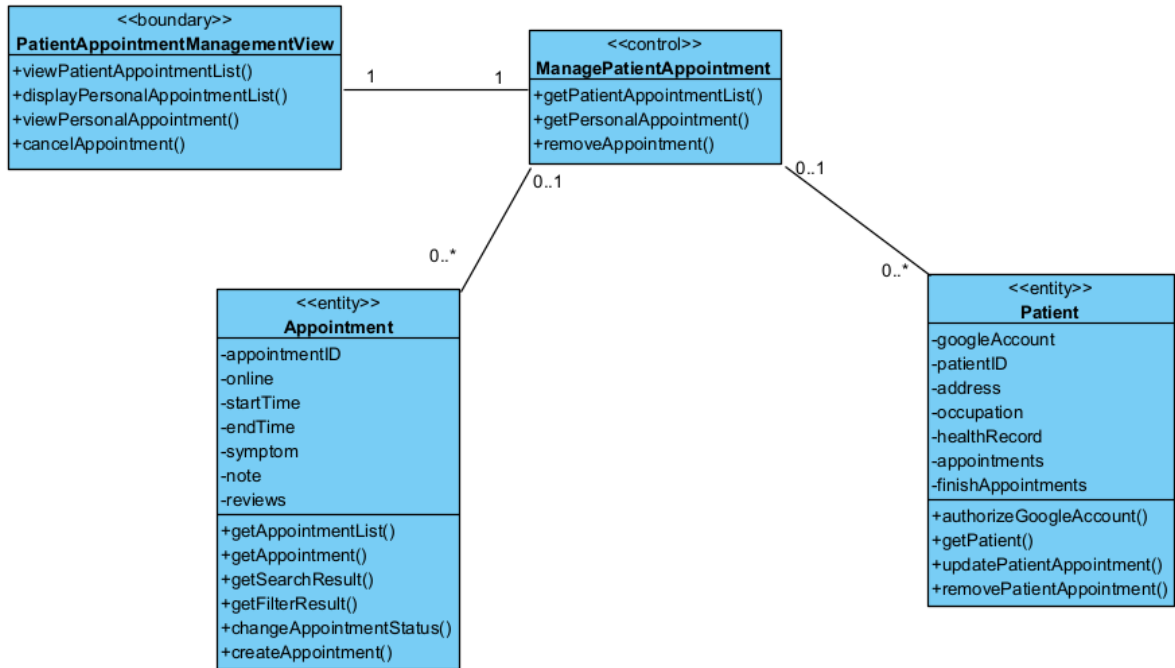 <<boundary>>
PatientAppointmentManagementView
+viewPatientAppointmentList()
+displayPersonalAppointmentList()
+viewPersonalAppointment()
+cancelAppointment()
1
1
<<control>>
ManagePatientAppointment
+getPatientAppointmentList()
+getPersonalAppointment()
+removeAppointment()
0..1
0..1
0..*
0..*
<<entity>>
Appointment
-appointmentID
-online
-startTime
-endTime
-symptom
-note
-reviews
+getAppointmentList()
+getAppointment()
+getSearchResult()
+getFilterResult()
+changeAppointmentStatus()
+createAppointment()
<<entity>>
Patient
-googleAccount
-patientID
-address
-occupation
-healthRecord
-appointments
-finishAppointments
+authorizeGoogleAccount()
+getPatient()
+updatePatientAppointment()
+removePatientAppointment()